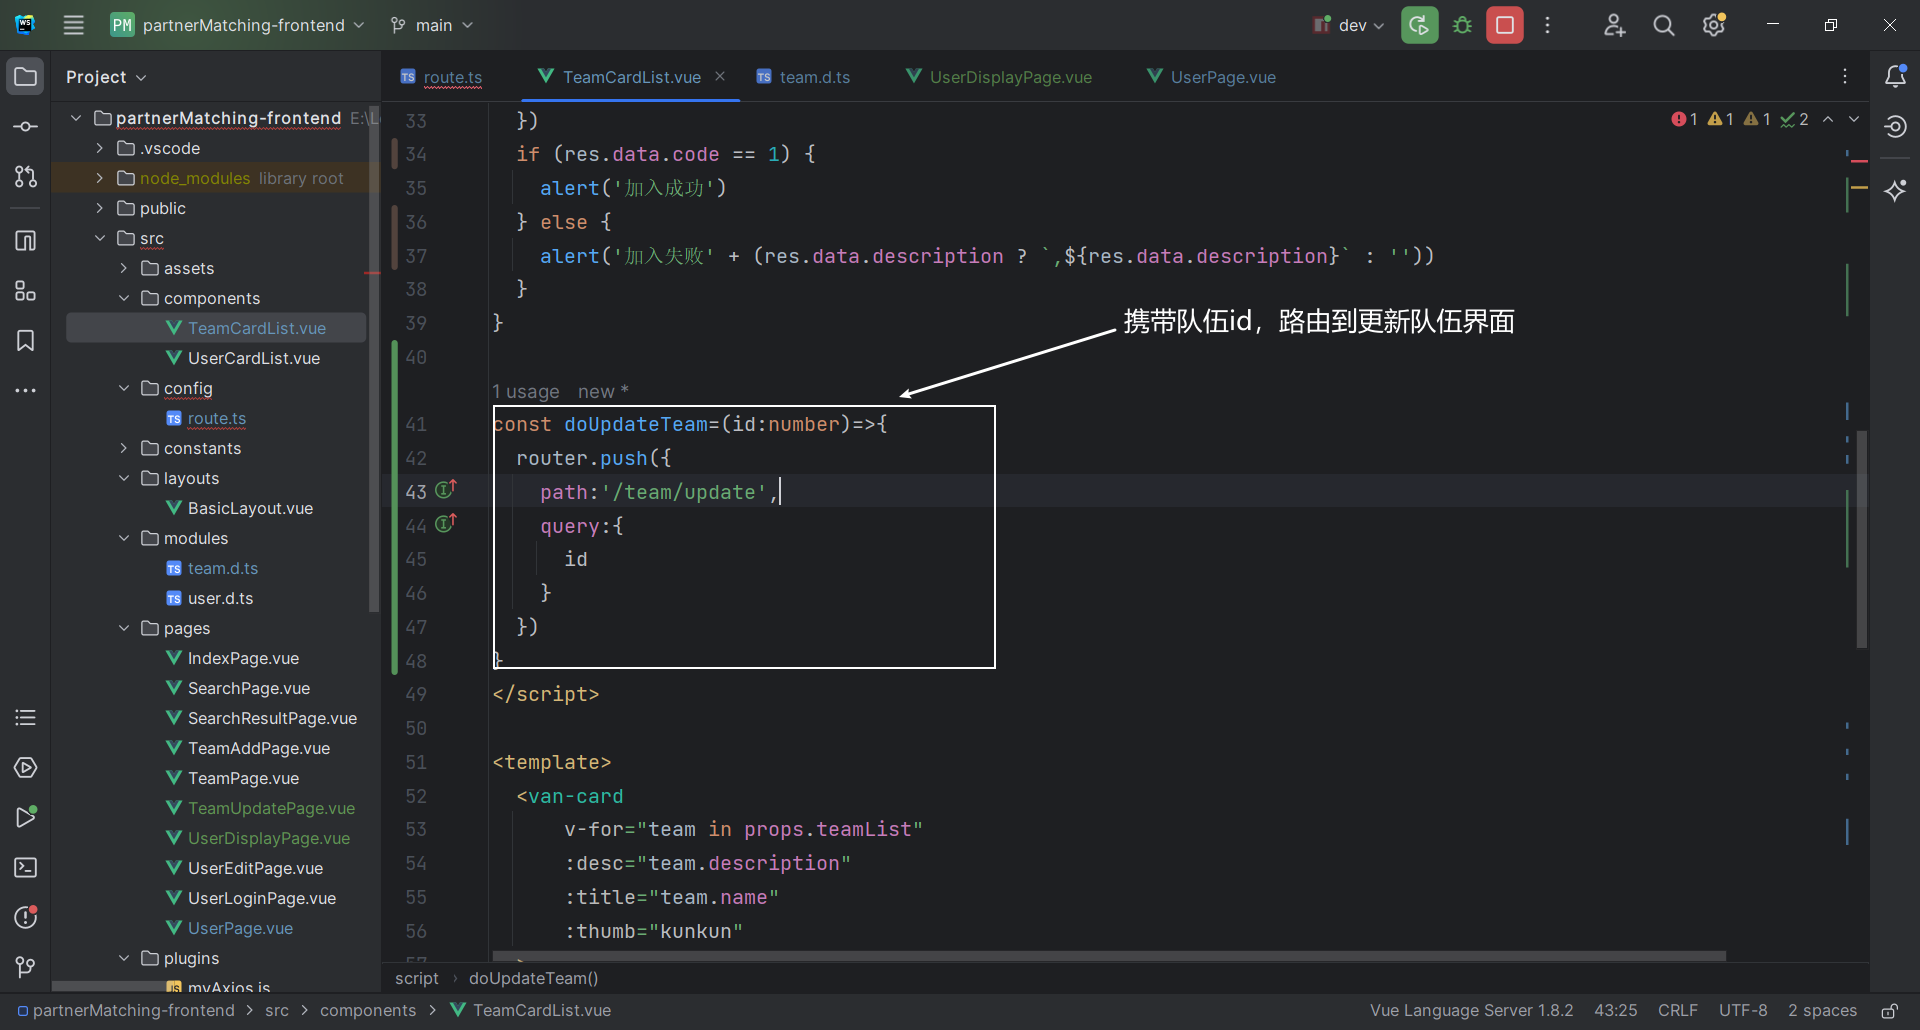 WS
PM partnerMatching-frontend
main
dev
Project
TS route.ts
TeamCardList.vue
TS team.d.ts
UserDisplayPage.vue
UserPage.vue
partnerMatching-frontend E:\L
.vscode
node_modules library root
public
src
assets
components
TeamCardList.vue
UserCardList.vue
config
TS route.ts
constants
layouts
BasicLayout.vue
modules
TS team.d.ts
TS user.d.ts
pages
IndexPage.vue
SearchPage.vue
SearchResultPage.vue
TeamAddPage.vue
TeamPage.vue
TeamUpdatePage.vue
UserDisplayPage.vue
UserEditPage.vue
UserLoginPage.vue
UserPage.vue
plugins
JS myAxios.js
1 1 1 2
33 })
34 if (res.data.code == 1) {
35 alert('加入成功')
36 } else {
37 alert('加入失败' + (res.data.description ? `,${res.data.description}` : ''))
38 }
39 }
携带队伍id，路由到更新队伍界面
40
1 usage new *
41 const doUpdateTeam=(id:number)=>{
42 router.push({
43 path:'/team/update',
44 query:{
45 id
46 }
47 })
48 }
49 </script>
50
51 <template>
52 <van-card
53 v-for="team in props.teamList"
54 :desc="team.description"
55 :title="team.name"
56 :thumb="kunkun"
57 >
script › doUpdateTeam()
partnerMatching-frontend > src > components > TeamCardList.vue
Vue Language Server 1.8.2 43:25 CRLF UTF-8 2 spaces